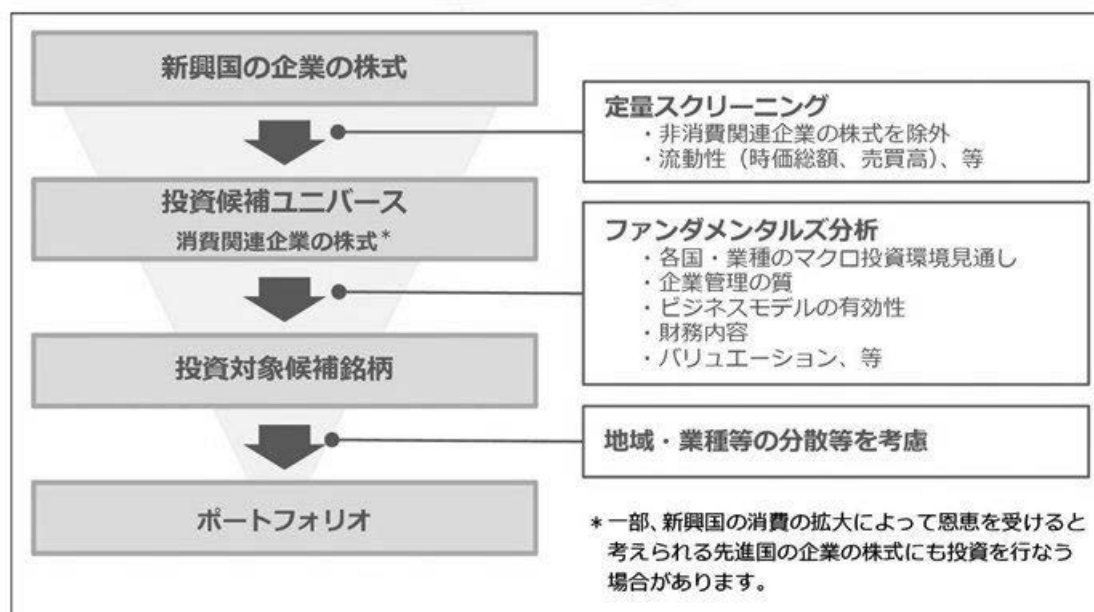 新興国の企業の株式
定量スクリーニング
・非消費関連企業の株式を除外
・流動性（時価総額、売買高）、等
投資候補ユニバース
消費関連企業の株式*
ファンダメンタルズ分析
・各国・業種のマクロ投資環境見通し
・企業管理の質
・ビジネスモデルの有効性
・財務内容
・バリュエーション、等
投資対象候補銘柄
地域・業種等の分散等を考慮
ポートフォリオ
＊一部、新興国の消費の拡大によって恩恵を受けると
考えられる先進国の企業の株式にも投資を行なう
場合があります。